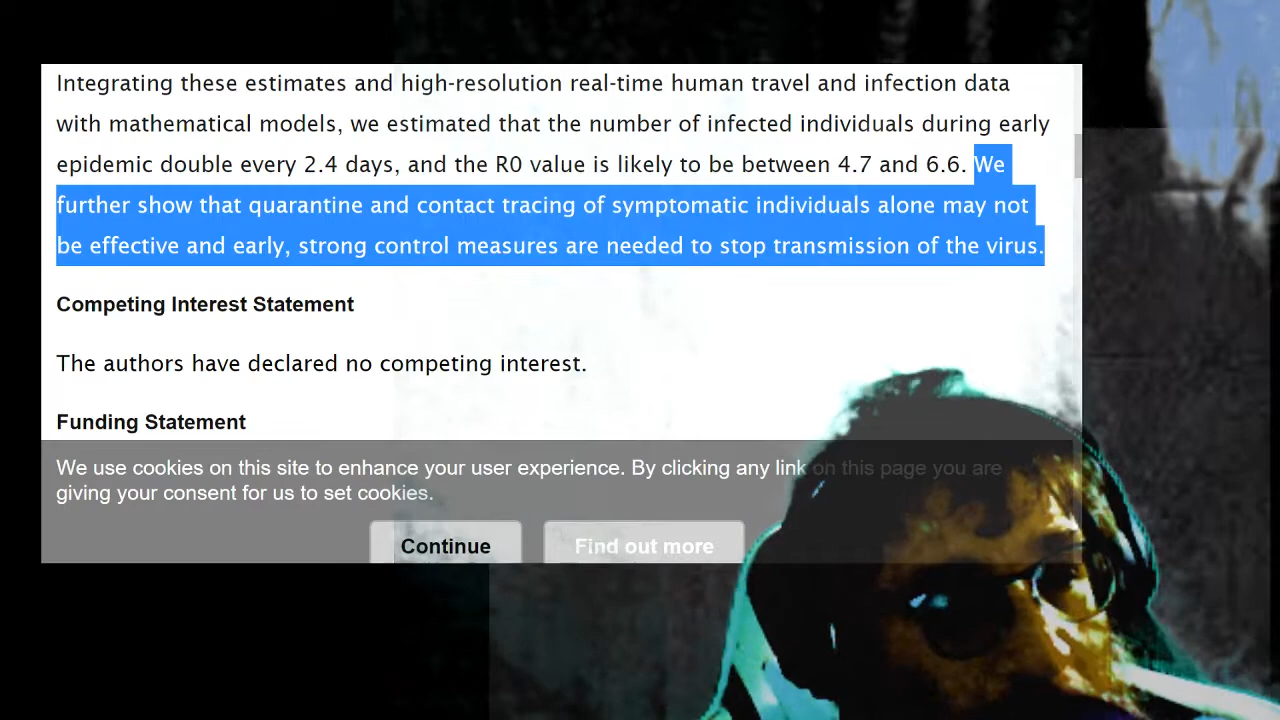 Integrating these estimates and high-resolution real-time human travel and infection data
with mathematical models, we estimated that the number of infected individuals during early
epidemic double every 2.4 days, and the R0 value is likely to be between 4.7 and 6.6. We
further show that quarantine and contact tracing of symptomatic individuals alone may not
be effective and early, strong control measures are needed to stop transmission of the virus.
Competing Interest Statement
The authors have declared no competing interest.
Funding Statement
We use cookies on this site to enhance your user experience. By clicking any link on this page you are
giving your consent for us to set cookies.
Continue
Find out more